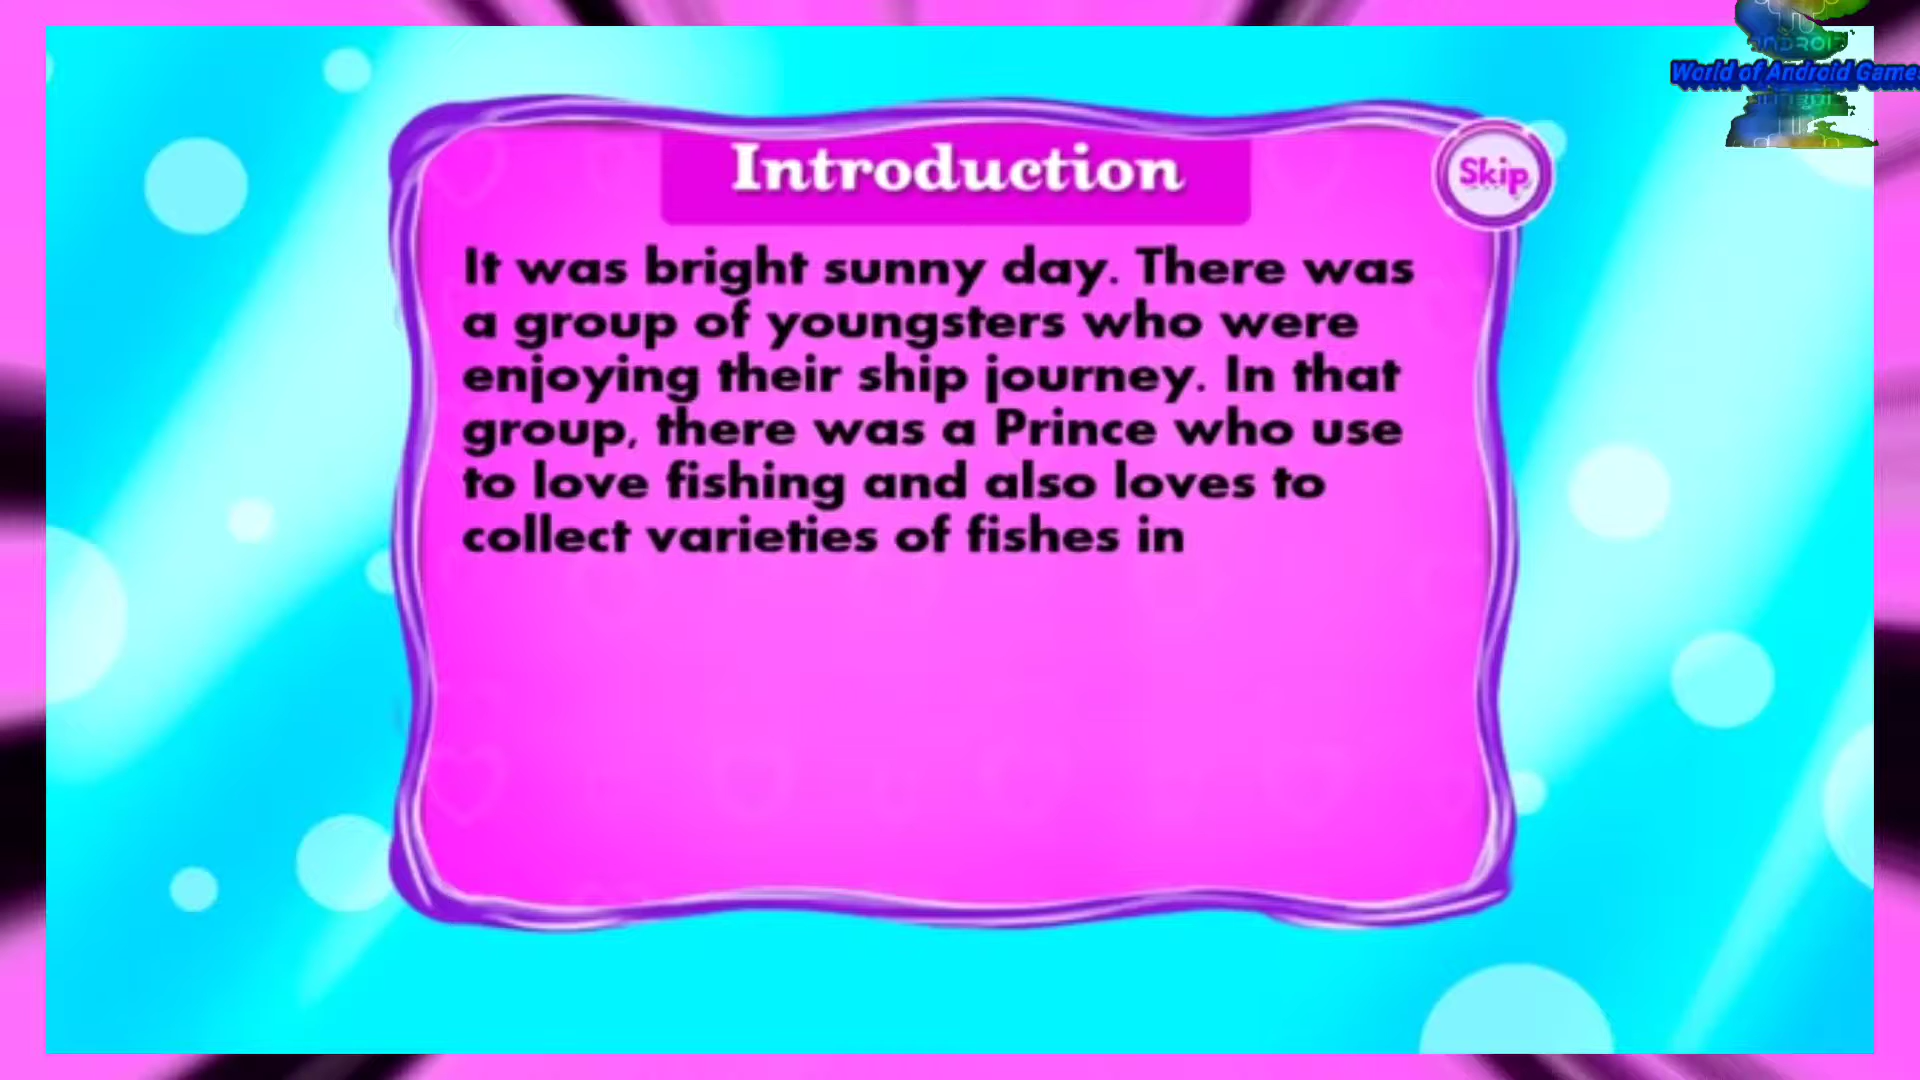 ANDROID
World of Android Game
Introduction
Skip
It was bright sunny day. There was
a group of youngsters who were
enjoying their ship journey. In that
group, there was a Prince who use
to love fishing and also loves to
collect varieties of fishes in